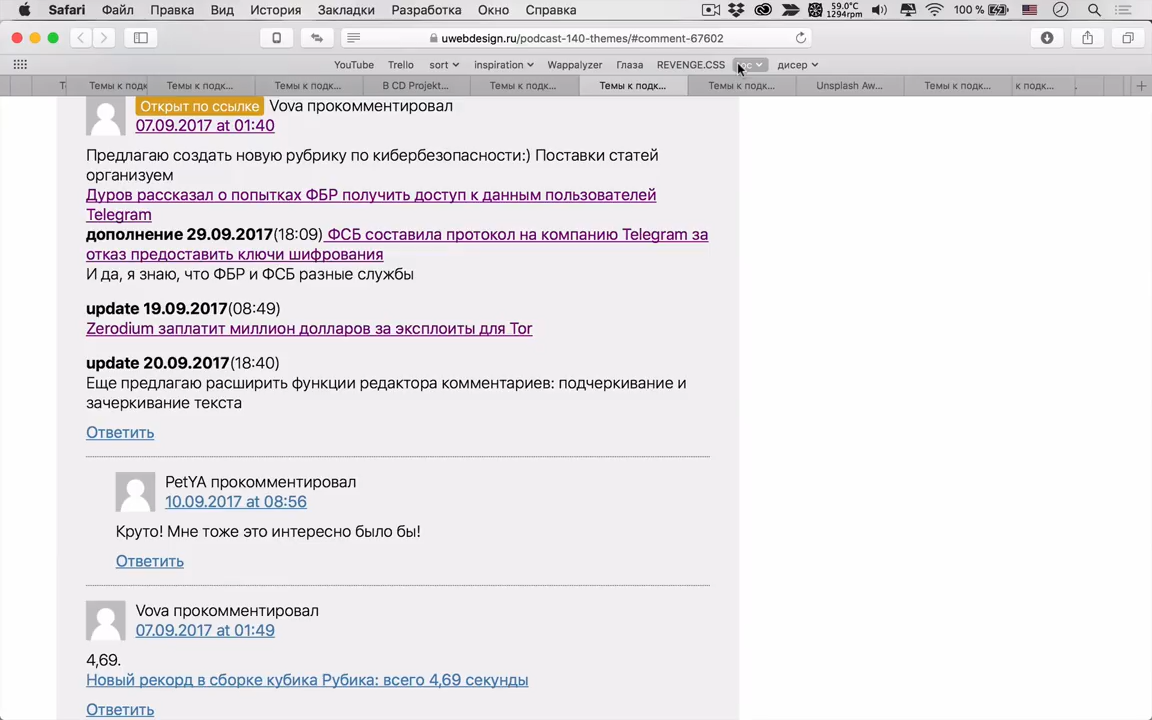 Safari Файл Правка Вид История Закладки Разработка Окно Справка 59.0°C 1294rpm 100 %
uwebdesign.ru/podcast-140-themes/#comment-67602
YouTube Trello sort inspiration Wappalyzer Глаза REVENGE.CSS дисер
Темы к подк Темы к подк... Темы к подк... В CD Projekt... Темы к подк... Темы к подк... Темы к подк... Unsplash Aw... Темы к подк... к подк...
Открыт по ссылке Vova прокомментировал
07.09.2017 at 01:40
Предлагаю создать новую рубрику по кибербезопасности:) Поставки статей
организуем
Дуров рассказал о попытках ФБР получить доступ к данным пользователей
Telegram
дополнение 29.09.2017(18:09) ФСБ составила протокол на компанию Telegram за
отказ предоставить ключи шифрования
И да, я знаю, что ФБР и ФСБ разные службы
update 19.09.2017(08:49)
Zerodium заплатит миллион долларов за эксплоиты для Tor
update 20.09.2017(18:40)
Еще предлагаю расширить функции редактора комментариев: подчеркивание и
зачеркивание текста
Ответить
PetYA прокомментировал
10.09.2017 at 08:56
Круто! Мне тоже это интересно было бы!
Ответить
Vova прокомментировал
07.09.2017 at 01:49
4,69.
Новый рекорд в сборке кубика Рубика: всего 4,69 секунды
Ответить